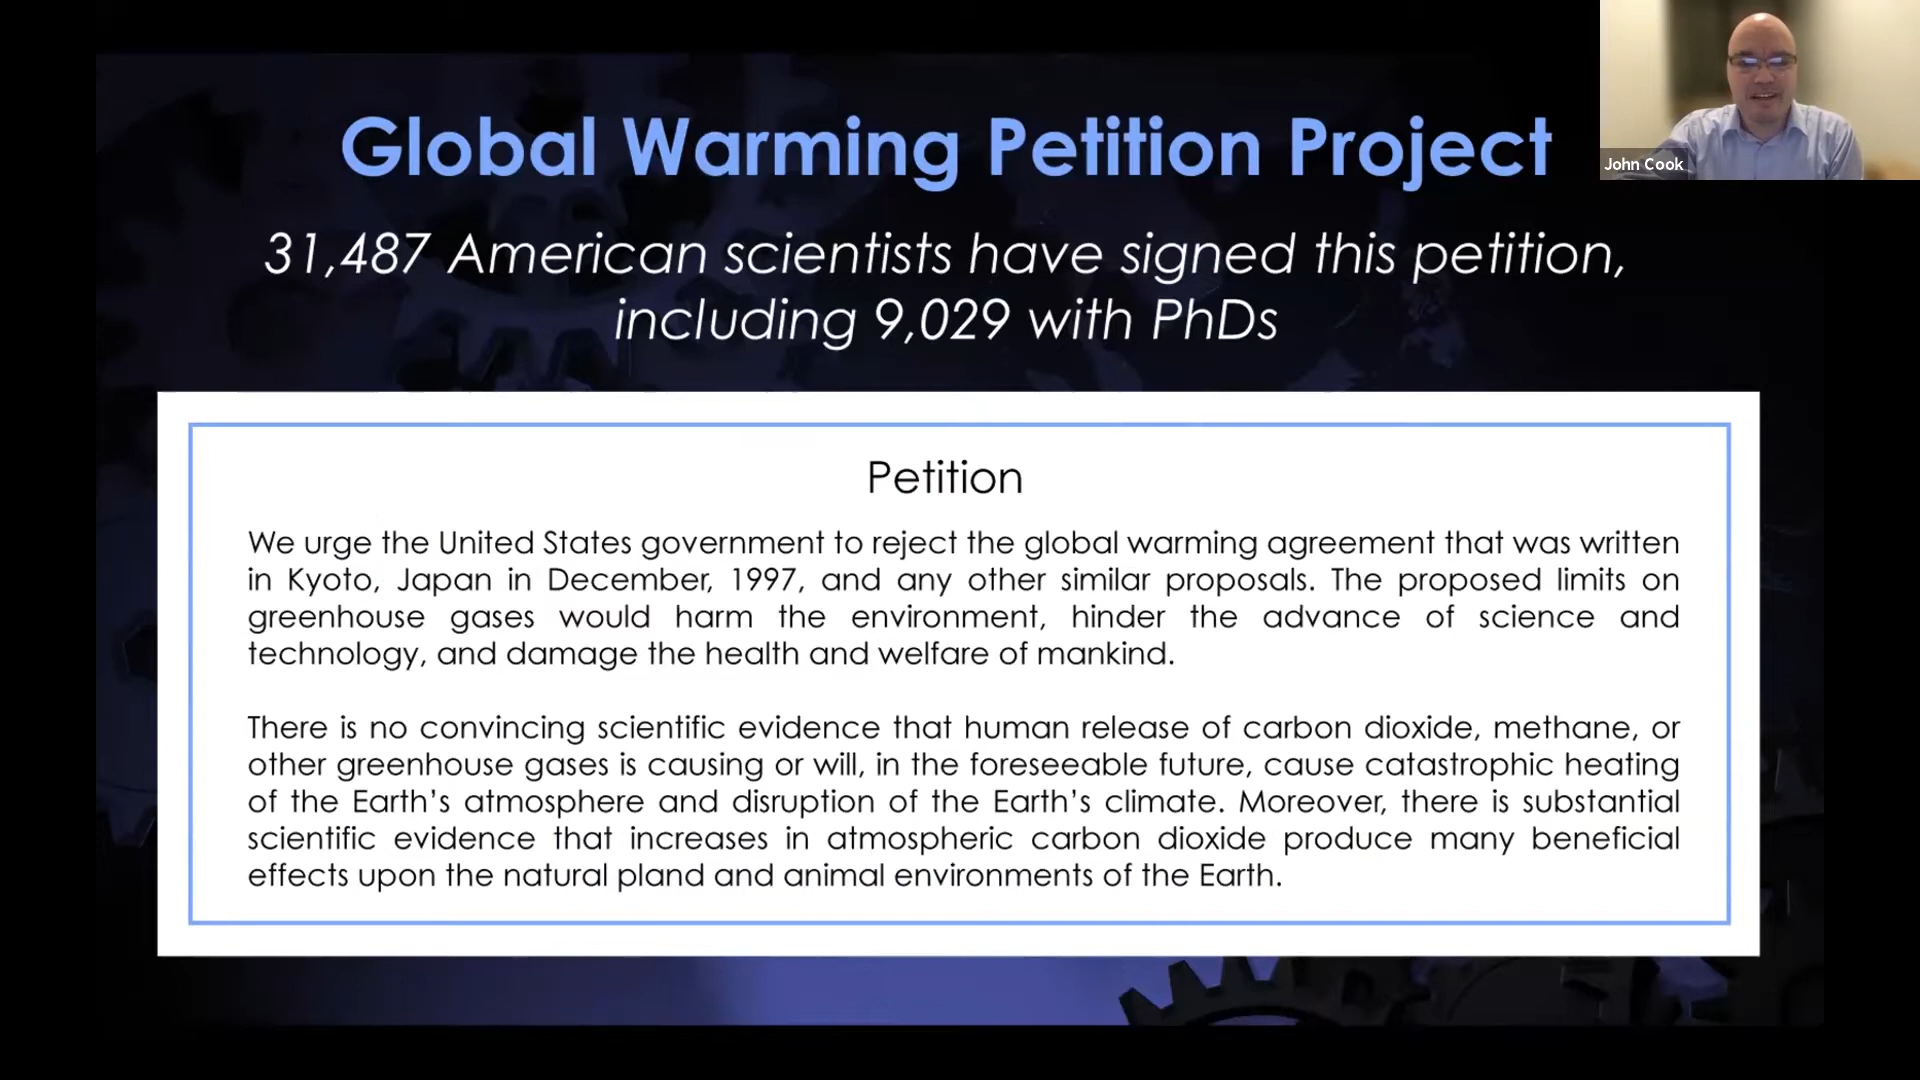 Global Warming Petition Project
John Cook
31,487 American scientists have signed this petition,
including 9,029 with PhDs
Petition
We urge the United States government to reject the global warming agreement that was written
in Kyoto, Japan in December, 1997, and any other similar proposals. The proposed limits on
greenhouse gases would harm the environment, hinder the advance of science and
technology, and damage the health and welfare of mankind.
There is no convincing scientific evidence that human release of carbon dioxide, methane, or
other greenhouse gases is causing or will, in the foreseeable future, cause catastrophic heating
of the Earth’s atmosphere and disruption of the Earth’s climate. Moreover, there is substantial
scientific evidence that increases in atmospheric carbon dioxide produce many beneficial
effects upon the natural pland and animal environments of the Earth.